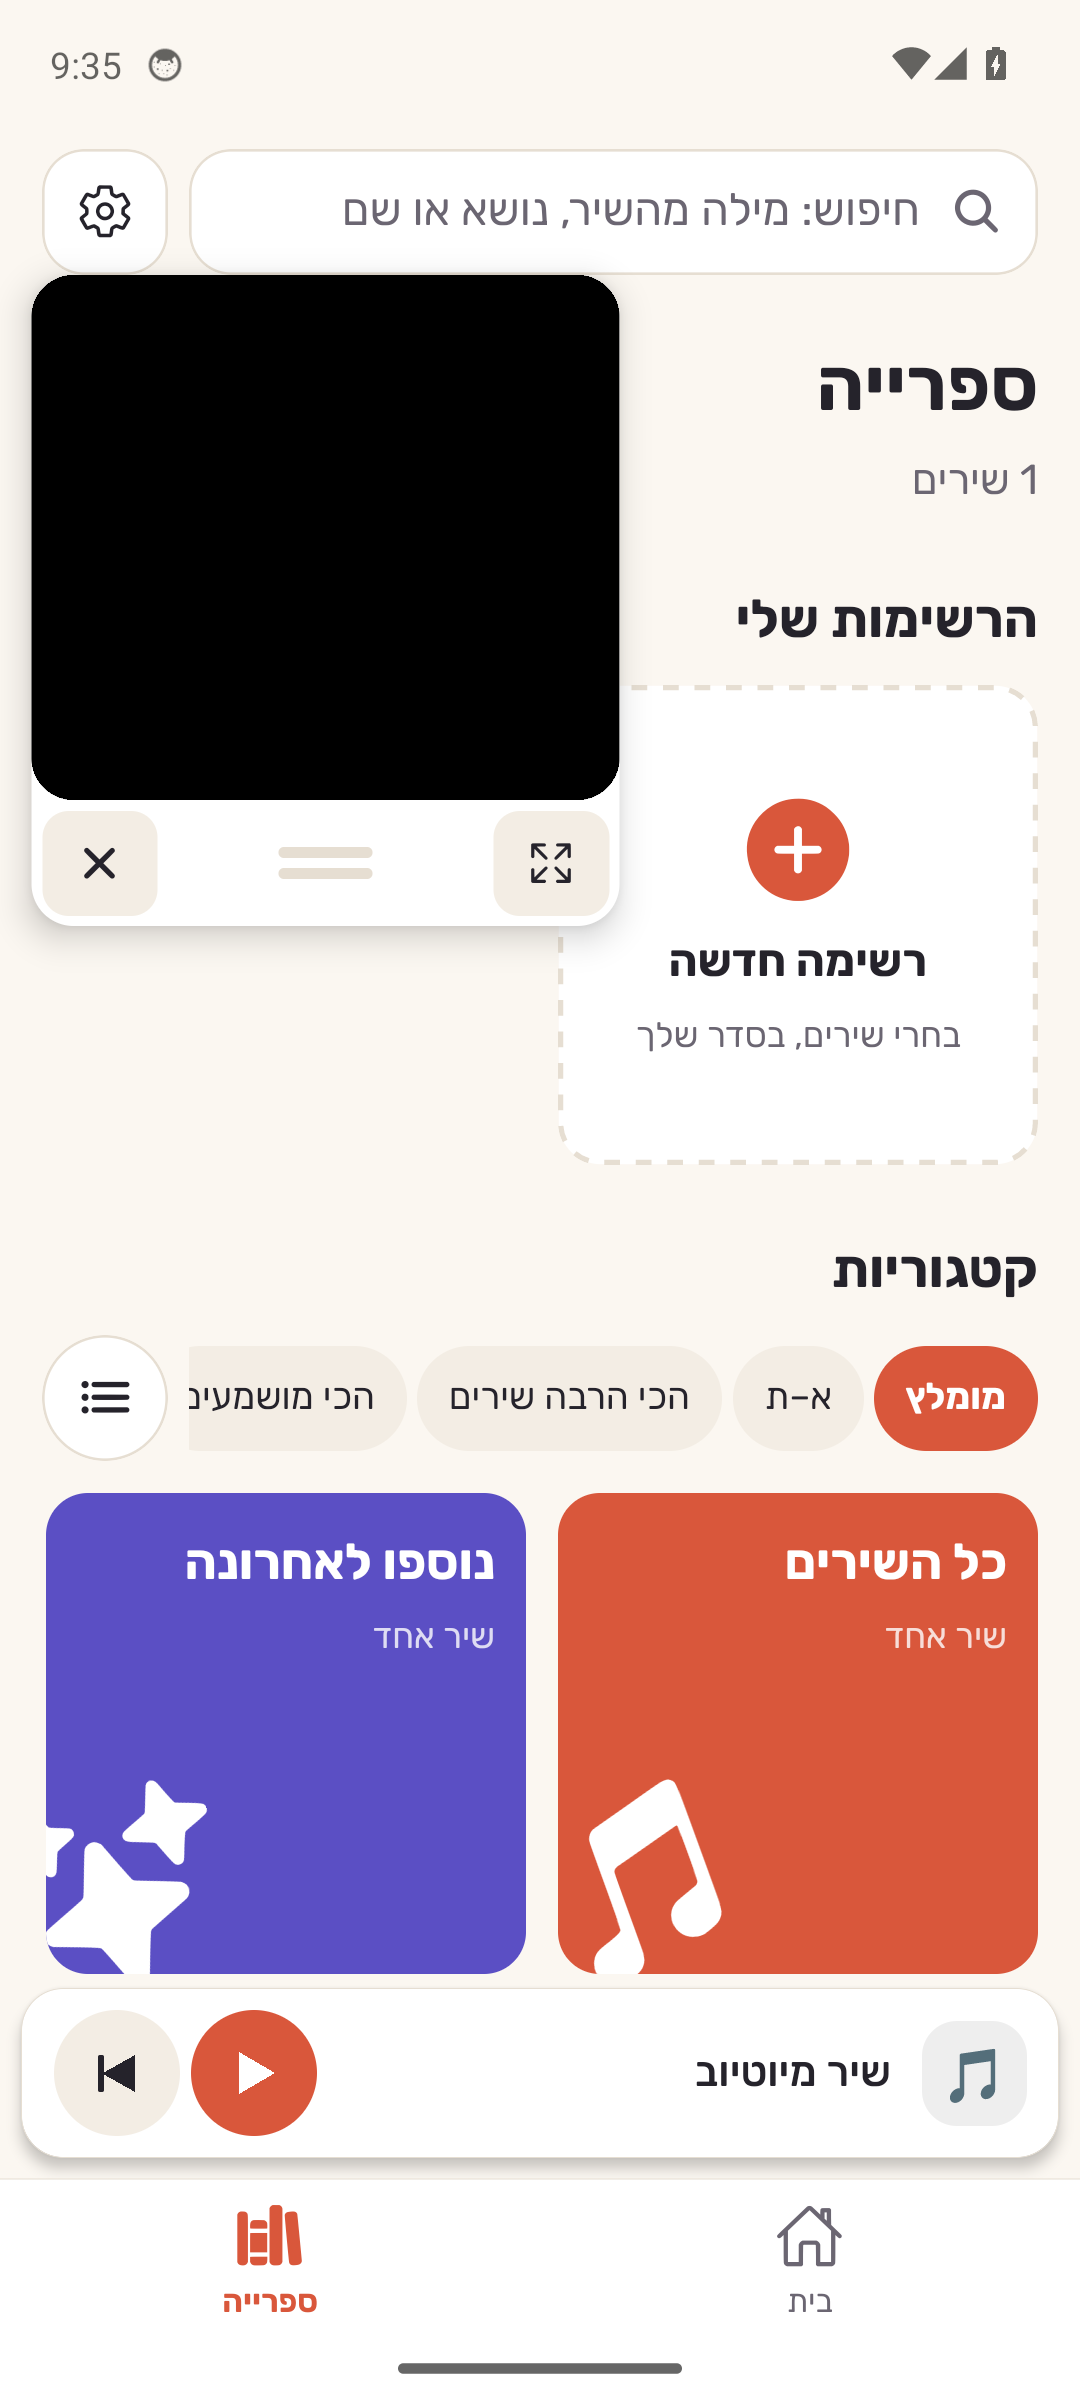 9:35
חיפוש: מילה מהשיר, נושא או שם
ספרייה
1 שירים
הרשימות שלי
רשימה חדשה
בחרי שירים, בסדר שלך
קטגוריות
מומלץ
א-ת
הכי הרבה שירים
הכי מושמעים
כל השירים
שיר אחד
נוספו לאחרונה
שיר אחד
שיר מיוטיוב
בית
ספרייה